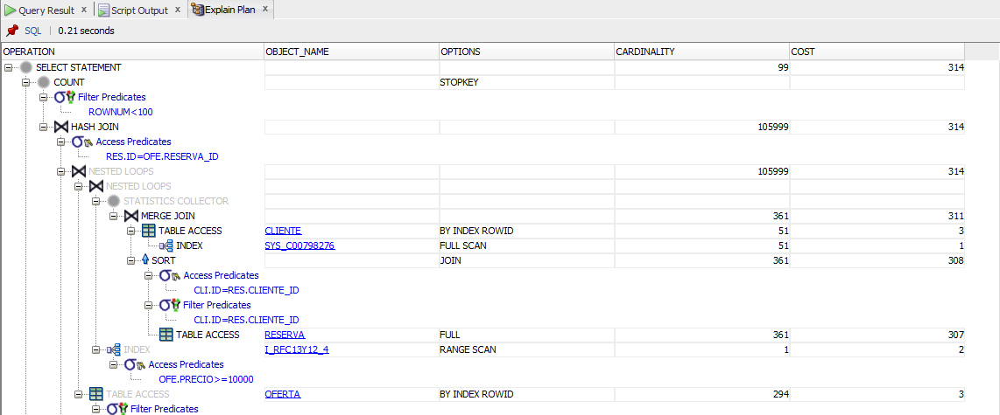 Query Result x Script Output x Explain Plan x
SQL | 0.21 seconds
OPERATION OBJECT_NAME OPTIONS CARDINALITY COST
SELECT STATEMENT 99 314
COUNT STOPKEY
Filter Predicates
ROWNUM<100
HASH JOIN 105999 314
Access Predicates
RES.ID=OFE.RESERVA_ID
NESTED LOOPS 105999 314
NESTED LOOPS
STATISTICS COLLECTOR
MERGE JOIN 361 311
TABLE ACCESS CLIENTE BY INDEX ROWID 51 3
INDEX SYS_C00798276 FULL SCAN 51 1
SORT JOIN 361 308
Access Predicates
CLI.ID=RES.CLIENTE_ID
Filter Predicates
CLI.ID=RES.CLIENTE_ID
TABLE ACCESS RESERVA FULL 361 307
INDEX I_RFC13Y12_4 RANGE SCAN 1 2
Access Predicates
OFE.PRECIO>=10000
TABLE ACCESS OFERTA BY INDEX ROWID 294 3
Filter Predicates